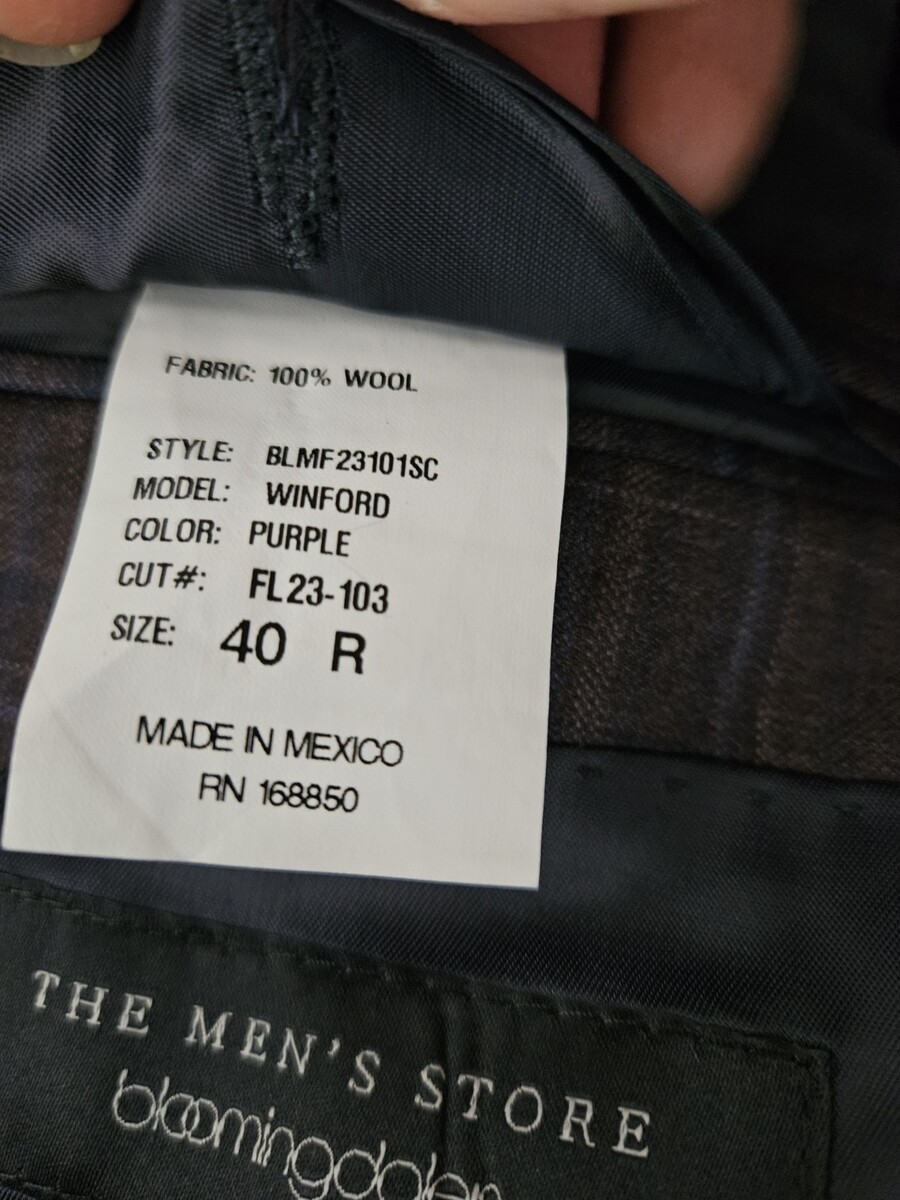 FABRIC: 100% WOOL
STYLE: BLMF23101SC
MODEL: WINFORD
COLOR: PURPLE
CUT#: FL23-103
SIZE: 40 R
MADE IN MEXICO
RN 168850
THE MEN'S STORE
bloomingdales